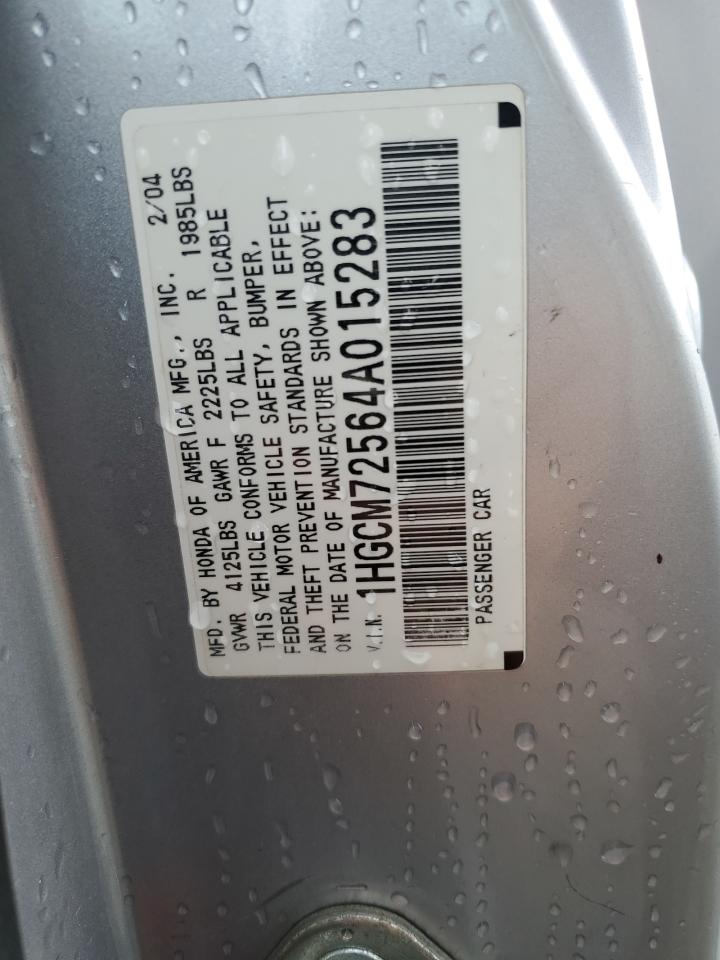 MFD. BY HONDA OF AMERICA MFG., INC. 2/04
GVWR 4125LBS GAWR F 2225LBS R 1985LBS
THIS VEHICLE CONFORMS TO ALL APPLICABLE
FEDERAL MOTOR VEHICLE SAFETY, BUMPER,
AND THEFT PREVENTION STANDARDS IN EFFECT
ON THE DATE OF MANUFACTURE SHOWN ABOVE:
V.I.N. 1HGCM72564A015283
PASSENGER CAR